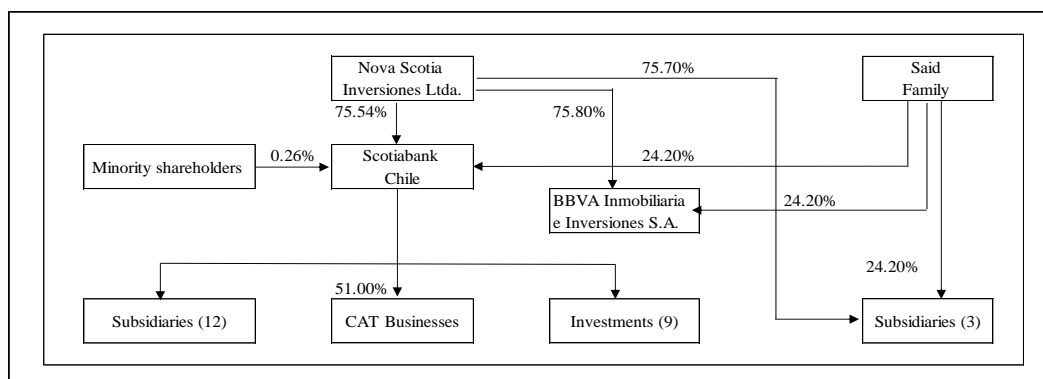 Nova Scotia
Inversiones Ltda.
75.70%
Said
Family
75.54%
75.80%
Minority shareholders
0.26%
Scotiabank
Chile
24.20%
BBVA Inmobiliaria
e Inversiones S.A.
24.20%
24.20%
51.00%
Subsidiaries (12)
CAT Businesses
Investments (9)
Subsidiaries (3)